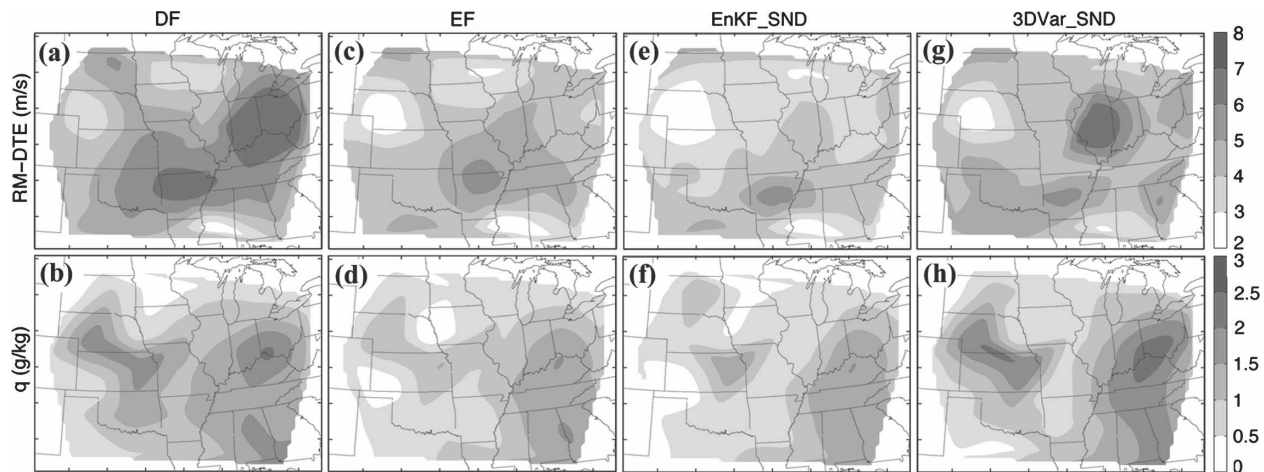 DF EF EnKF_SND 3DVar_SND
(a) (c) (e) (g)
RM-DTE (m/s)
8
7
6
5
4
3
2
(b) (d) (f) (h)
q (g/kg)
3
2.5
2
1.5
1
0.5
0